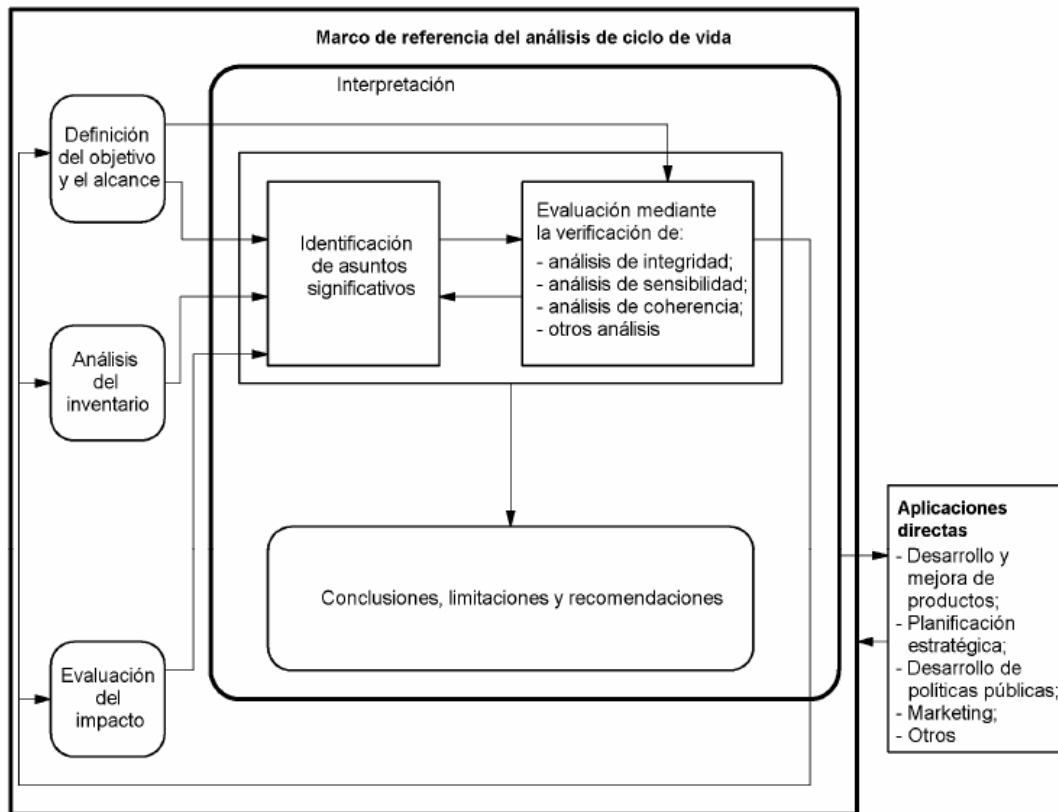 Marco de referencia del análisis de ciclo de vida
Interpretación
Definición
del objetivo
y el alcance
Identificación
de asuntos
significativos
Evaluación mediante
la verificación de:
- análisis de integridad;
- análisis de sensibilidad;
- análisis de coherencia;
- otros análisis
Análisis
del
inventario
Conclusiones, limitaciones y recomendaciones
Evaluación
del
impacto
Aplicaciones
directas
- Desarrollo y
mejora de
productos;
- Planificación
estratégica;
- Desarrollo de
políticas públicas;
- Marketing;
- Otros